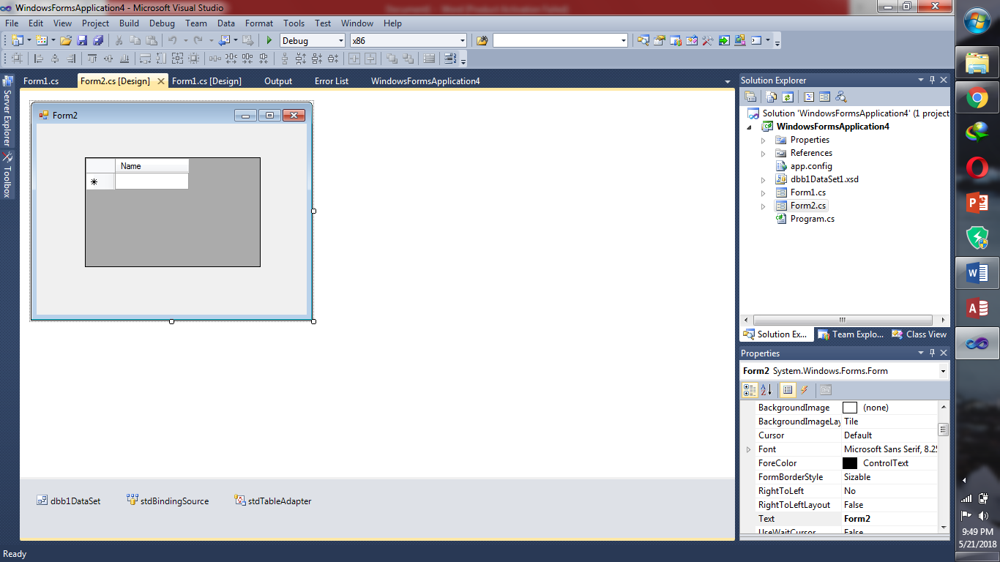 WindowsFormsApplication4 - Microsoft Visual Studio
File Edit View Project Build Debug Team Data Format Tools Test Window Help
Debug x86
Form1.cs Form2.cs [Design] Form1.cs [Design] Output Error List WindowsFormsApplication4
Server Explorer
Toolbox
Form2
Name
dbb1DataSet stdBindingSource stdTableAdapter
Solution Explorer
Solution 'WindowsFormsApplication4' (1 project
WindowsFormsApplication4
Properties
References
app.config
dbb1DataSet1.xsd
Form1.cs
Form2.cs
Program.cs
Solution Ex... Team Explo... Class View
Properties
Form2 System.Windows.Forms.Form
BackgroundImage (none)
BackgroundImageLay Tile
Cursor Default
Font Microsoft Sans Serif, 8.25
ForeColor ControlText
FormBorderStyle Sizable
RightToLeft No
RightToLeftLayout False
Text Form2
UseWaitCursor False
Ready
9:49 PM
5/21/2018